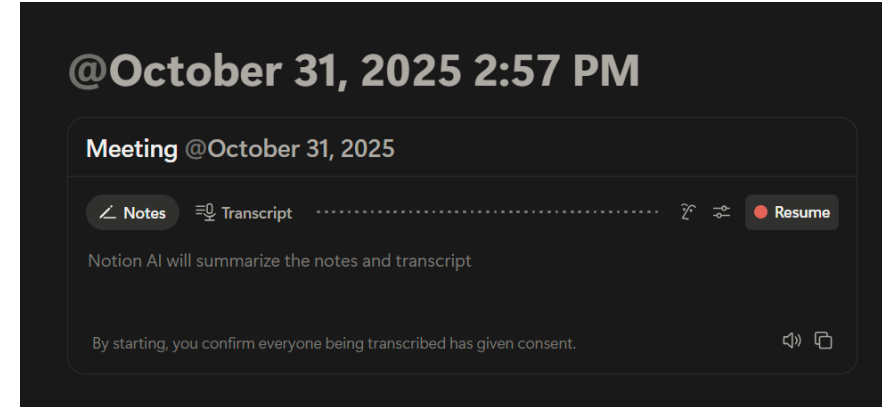 @October 31, 2025 2:57 PM
Meeting @October 31, 2025
Notes Transcript Resume
Notion AI will summarize the notes and transcript
By starting, you confirm everyone being transcribed has given consent.